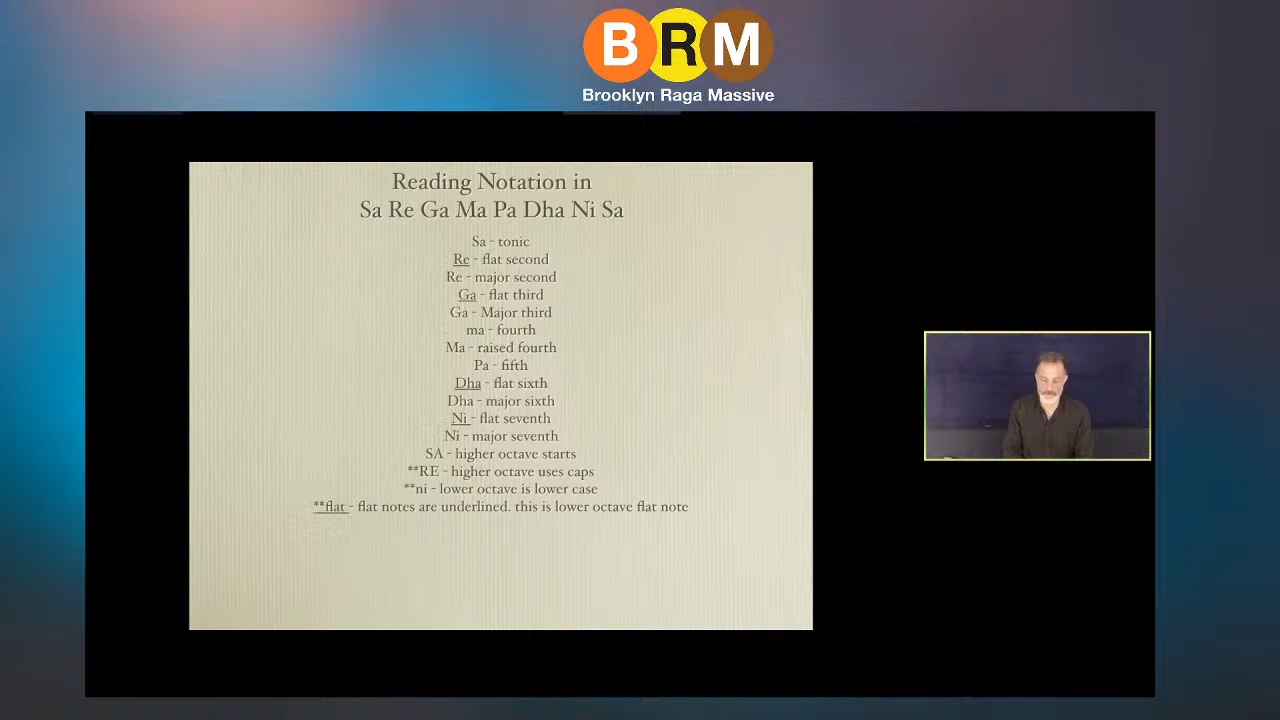 BRM
Brooklyn Raga Massive
Reading Notation in
Sa Re Ga Ma Pa Dha Ni Sa
Sa - tonic
Re - flat second
Re - major second
Ga - flat third
Ga - Major third
ma - fourth
Ma - raised fourth
Pa - fifth
Dha - flat sixth
Dha - major sixth
Ni - flat seventh
Ni - major seventh
SA - higher octave starts
**RE - higher octave uses caps
**ni - lower octave is lower case
**flat - flat notes are underlined. this is lower octave flat note